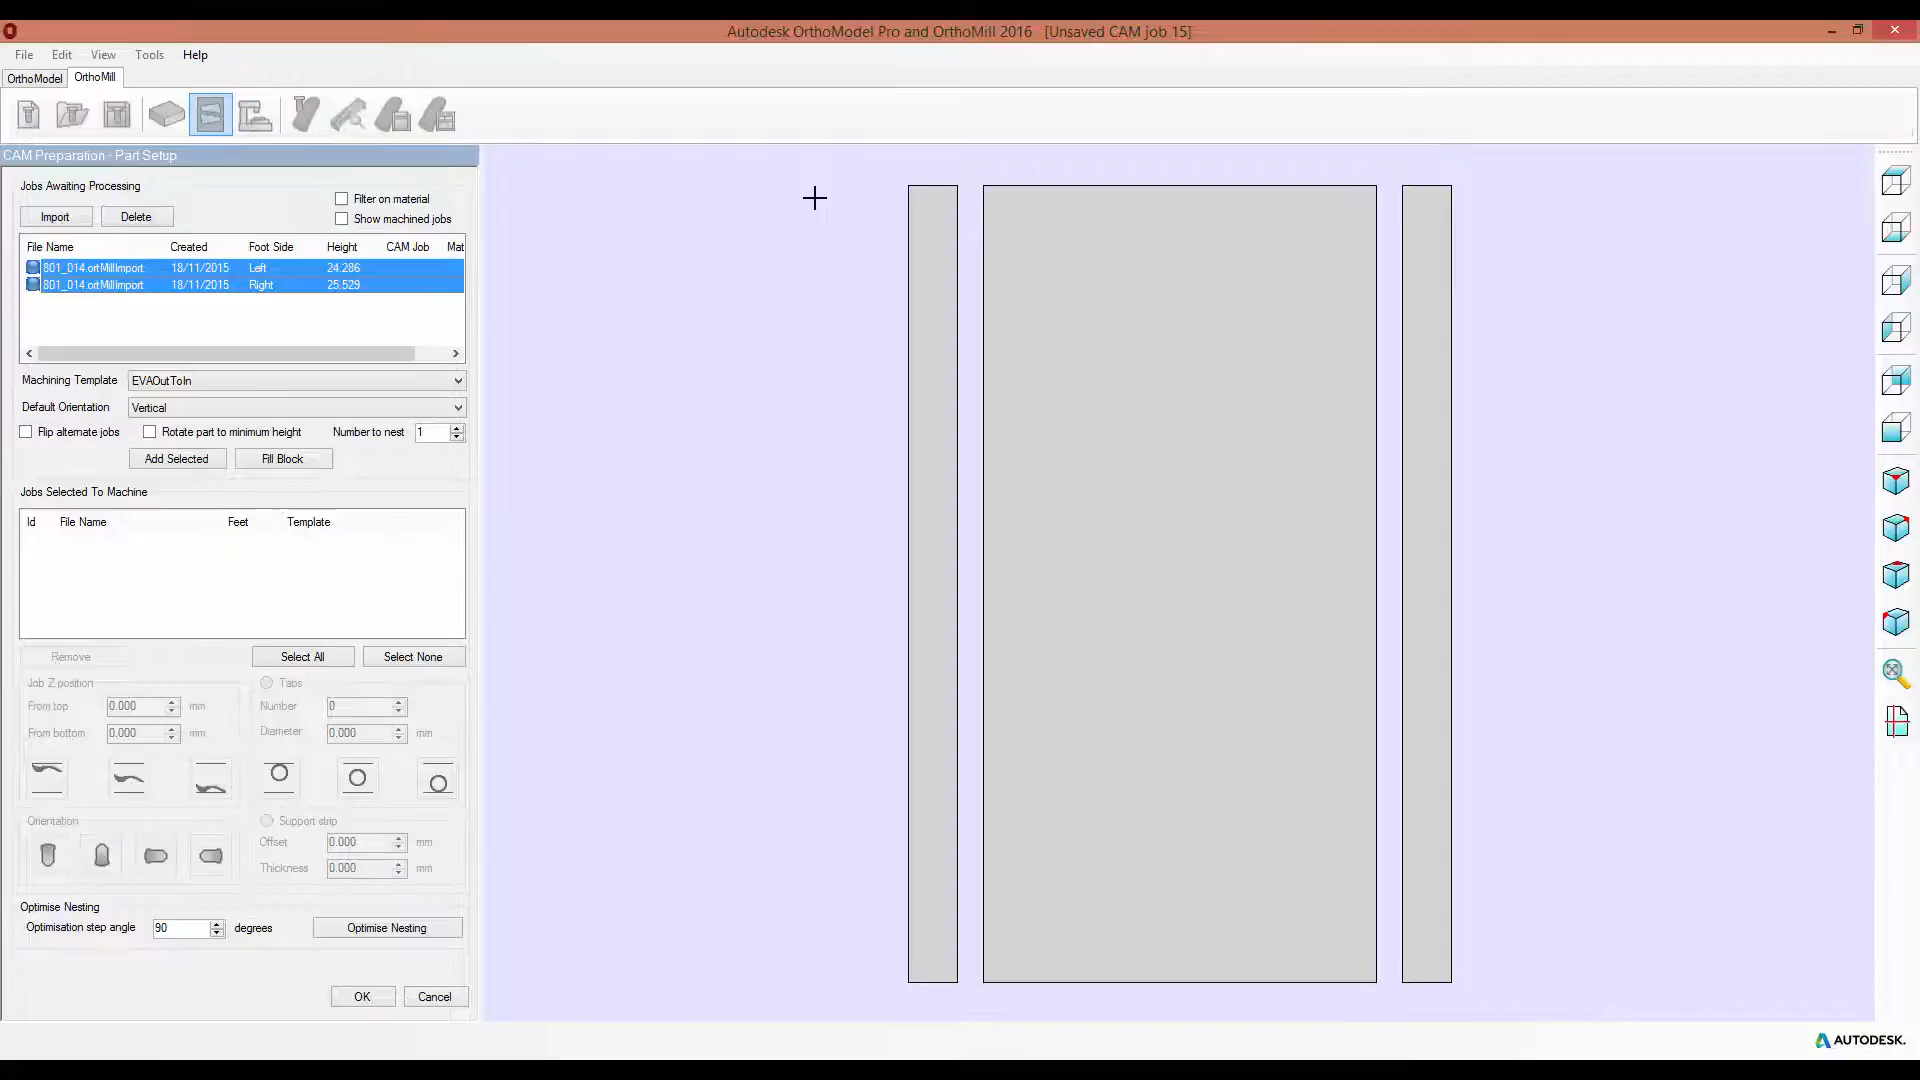 Autodesk OrthoModel Pro and OrthoMill 2016 [Unsaved CAM job 15]
File Edit View Tools Help
OrthoModel OrthoMill
CAM Preparation - Part Setup
Jobs Awaiting Processing
Filter on material
Import Delete Show machined jobs
File Name Created Foot Side Height CAM Job Mat
801_014.ortMillImport 18/11/2015 Left 24.286
801_014.ortMillImport 18/11/2015 Right 25.529
Machining Template EVAOutToIn
Default Orientation Vertical
Flip alternate jobs Rotate part to minimum height Number to nest 1
Add Selected Fill Block
Jobs Selected To Machine
Id File Name Feet Template
Remove Select All Select None
Job Z position Tabs
From top 0.000 mm Number 0
From bottom 0.000 mm Diameter 0.000 mm
Orientation Support strip
Offset 0.000 mm
Thickness 0.000 mm
Optimise Nesting
Optimisation step angle 90 degrees Optimise Nesting
OK Cancel
AUTODESK.